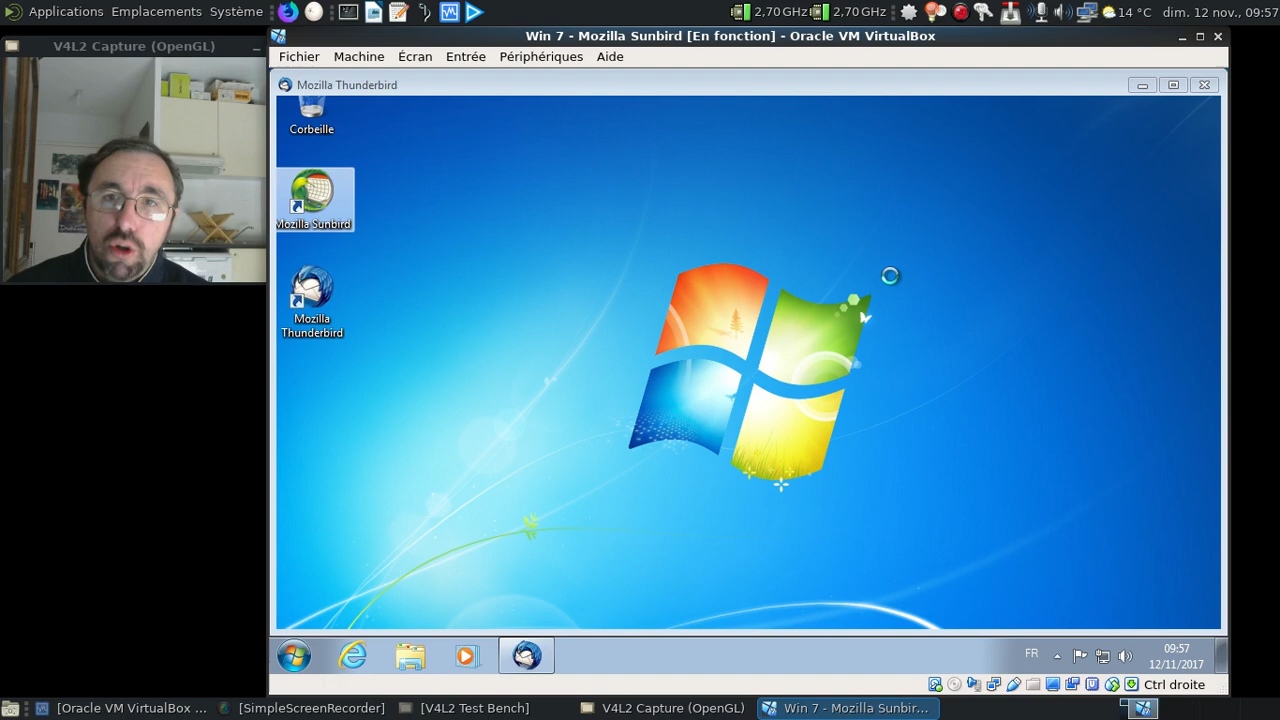 Applications Emplacements Système
2,70 GHz 2,70 GHz
14 °C dim. 12 nov., 09:57
V4L2 Capture (OpenGL)
Win 7 - Mozilla Sunbird [En fonction] - Oracle VM VirtualBox
Fichier Machine Écran Entrée Périphériques Aide
Mozilla Thunderbird
Corbeille
Mozilla Sunbird
Mozilla
Thunderbird
FR
09:57
12/11/2017
Ctrl droite
[Oracle VM VirtualBox ... [SimpleScreenRecorder] [V4L2 Test Bench] V4L2 Capture (OpenGL) Win 7 - Mozilla Sunbir...